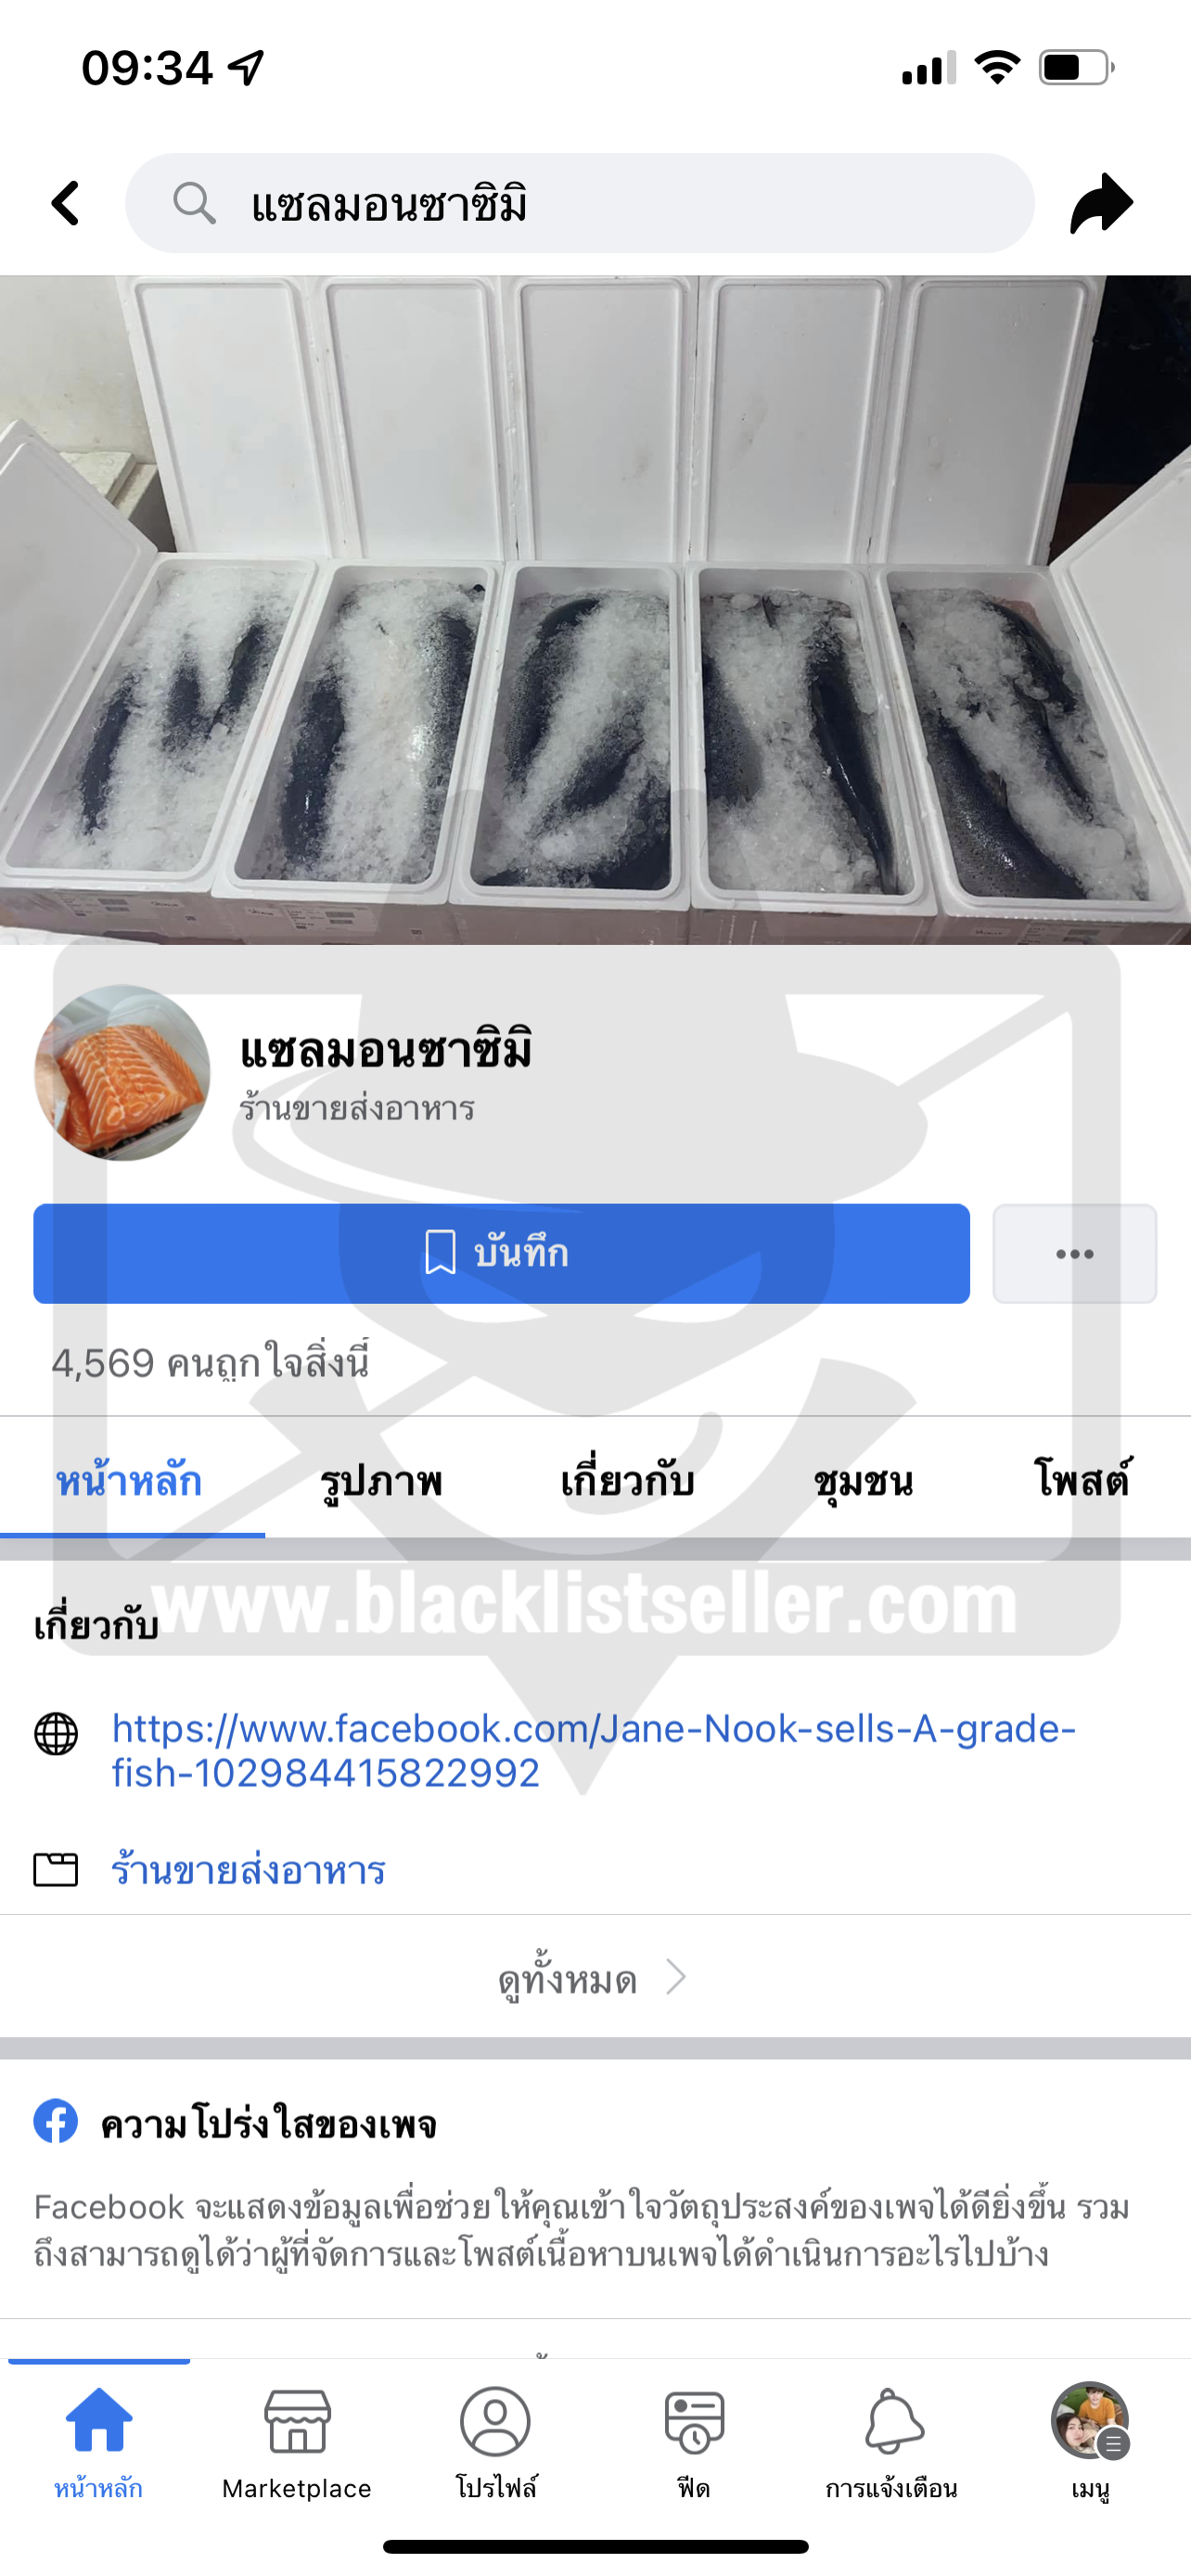 09:34
แซลมอนซาซิมิ
แซลมอนซาซิมิ
ร้านขายส่งอาหาร
บันทึก
4,569 คนถูกใจสิ่งนี้
หน้าหลัก รูปภาพ เกี่ยวกับ ชุมชน โพสต์
www.blacklistseller.com
เกี่ยวกับ
https://www.facebook.com/Jane-Nook-sells-A-grade-
fish-102984415822992
ร้านขายส่งอาหาร
ดูทั้งหมด
ความโปร่งใสของเพจ
Facebook จะแสดงข้อมูลเพื่อช่วยให้คุณเข้าใจวัตถุประสงค์ของเพจได้ดียิ่งขึ้น รวม
ถึงสามารถดูได้ว่าผู้ที่จัดการและโพสต์เนื้อหาบนเพจได้ดำเนินการอะไรไปบ้าง
หน้าหลัก Marketplace โปรไฟล์ ฟีด การแจ้งเตือน เมนู